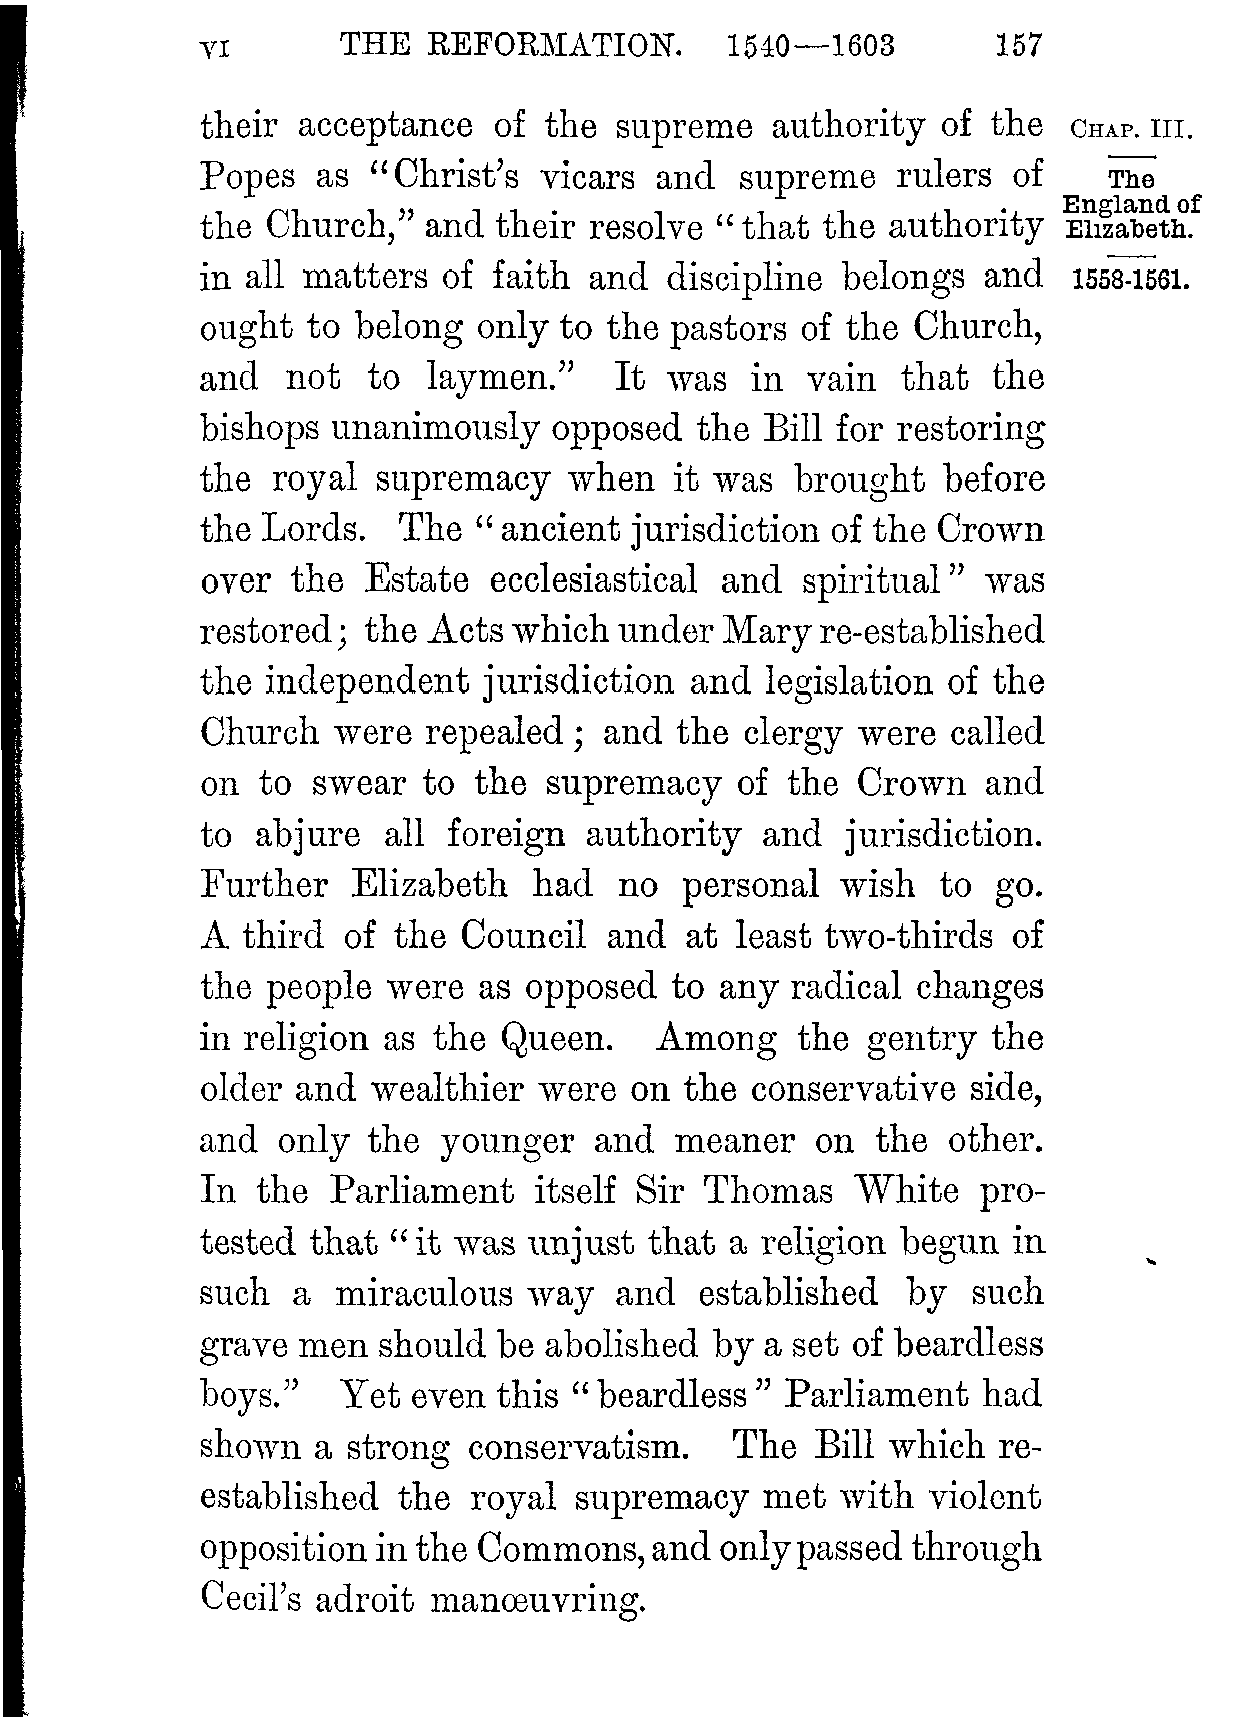 VI THE REFORMATION. 1540—1603 157
their acceptance of the supreme authority of the
Popes as “Christ’s vicars and supreme rulers of
the Church,” and their resolve “that the authority
in all matters of faith and discipline belongs and
ought to belong only to the pastors of the Church,
and not to laymen.” It was in vain that the
bishops unanimously opposed the Bill for restoring
the royal supremacy when it was brought before
the Lords. The “ancient jurisdiction of the Crown
over the Estate ecclesiastical and spiritual” was
restored; the Acts which under Mary re-established
the independent jurisdiction and legislation of the
Church were repealed; and the clergy were called
on to swear to the supremacy of the Crown and
to abjure all foreign authority and jurisdiction.
Further Elizabeth had no personal wish to go.
A third of the Council and at least two-thirds of
the people were as opposed to any radical changes
in religion as the Queen. Among the gentry the
older and wealthier were on the conservative side,
and only the younger and meaner on the other.
In the Parliament itself Sir Thomas White pro-
tested that “it was unjust that a religion begun in
such a miraculous way and established by such
grave men should be abolished by a set of beardless
boys.” Yet even this “beardless” Parliament had
shown a strong conservatism. The Bill which re-
established the royal supremacy met with violent
opposition in the Commons, and only passed through
Cecil’s adroit manœuvring.
CHAP. III.
The
England of
Elizabeth.
1558-1561.